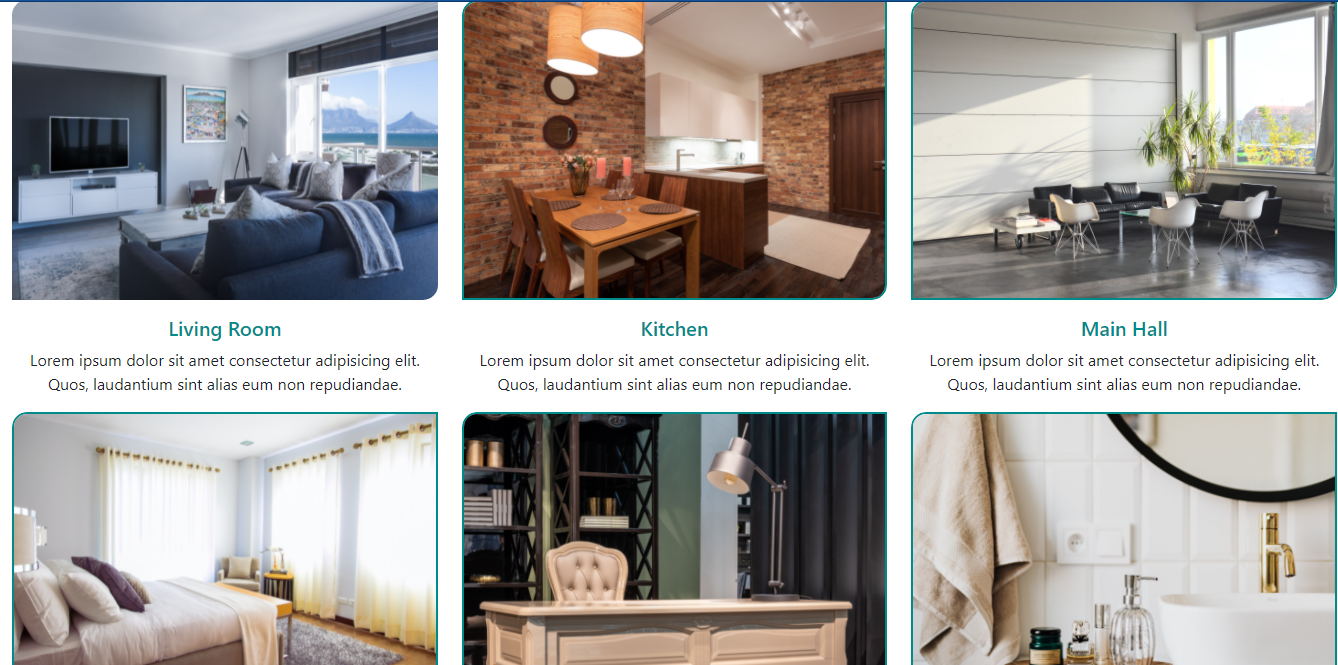 Living Room
Lorem ipsum dolor sit amet consectetur adipisicing elit.
Quos, laudantium sint alias eum non repudiandae.
Kitchen
Lorem ipsum dolor sit amet consectetur adipisicing elit.
Quos, laudantium sint alias eum non repudiandae.
Main Hall
Lorem ipsum dolor sit amet consectetur adipisicing elit.
Quos, laudantium sint alias eum non repudiandae.